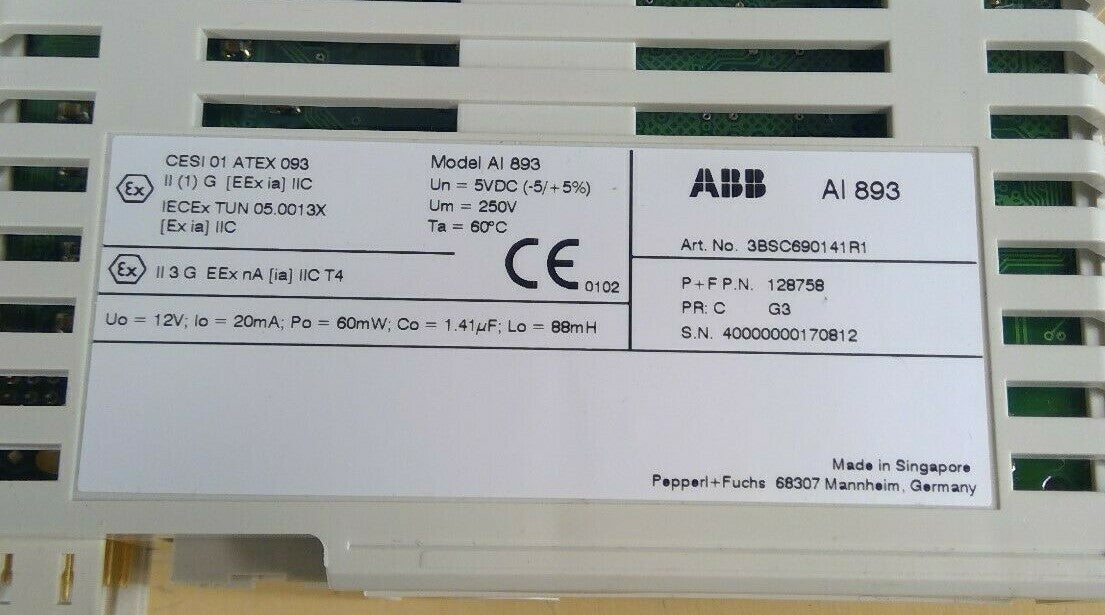 Ex
CESI 01 ATEX 093
II (1) G [EEx ia] IIC
IECEx TUN 05.0013X
[Ex ia] IIC
Model AI 893
Un = 5VDC (-5/+5%)
Um = 250V
Ta = 60°C
CE 0102
Ex
II 3 G EEx nA [ia] IIC T4
Uo = 12V; Io = 20mA; Po = 60mW; Co = 1.41µF; Lo = 88mH
ABB AI 893
Art. No. 3BSC690141R1
P+F P.N. 128758
PR: C G3
S.N. 40000000170812
Made in Singapore
Pepperl+Fuchs 68307 Mannheim, Germany